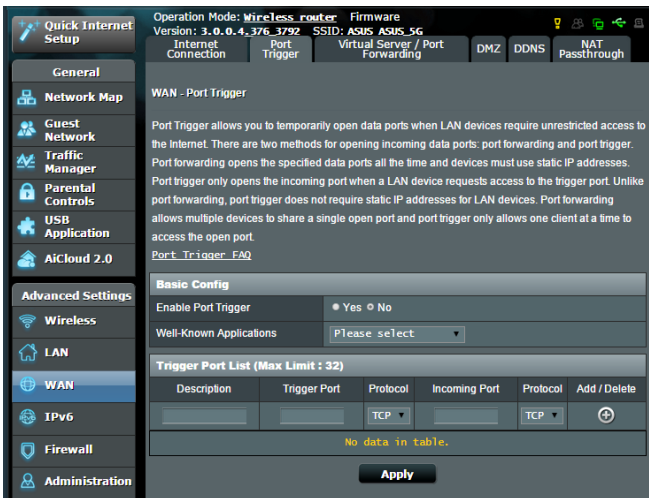 Quick Internet
Setup
Operation Mode: Wireless router Firmware
Version: 3.0.0.4.376_3792 SSID: ASUS ASUS_5G
Internet
Connection
Port
Trigger
Virtual Server / Port
Forwarding
DMZ
DDNS
NAT
Passthrough
General
Network Map
Guest
Network
Traffic
Manager
Parental
Controls
USB
Application
AiCloud 2.0
Advanced Settings
Wireless
LAN
WAN
IPv6
Firewall
Administration
WAN - Port Trigger
Port Trigger allows you to temporarily open data ports when LAN devices require unrestricted access to
the Internet. There are two methods for opening incoming data ports: port forwarding and port trigger.
Port forwarding opens the specified data ports all the time and devices must use static IP addresses.
Port trigger only opens the incoming port when a LAN device requests access to the trigger port. Unlike
port forwarding, port trigger does not require static IP addresses for LAN devices. Port forwarding
allows multiple devices to share a single open port and port trigger only allows one client at a time to
access the open port.
Port Trigger FAQ
Basic Config
Enable Port Trigger Yes No
Well-Known Applications Please select
Trigger Port List (Max Limit : 32)
Description Trigger Port Protocol Incoming Port Protocol Add / Delete
TCP TCP
No data in table.
Apply